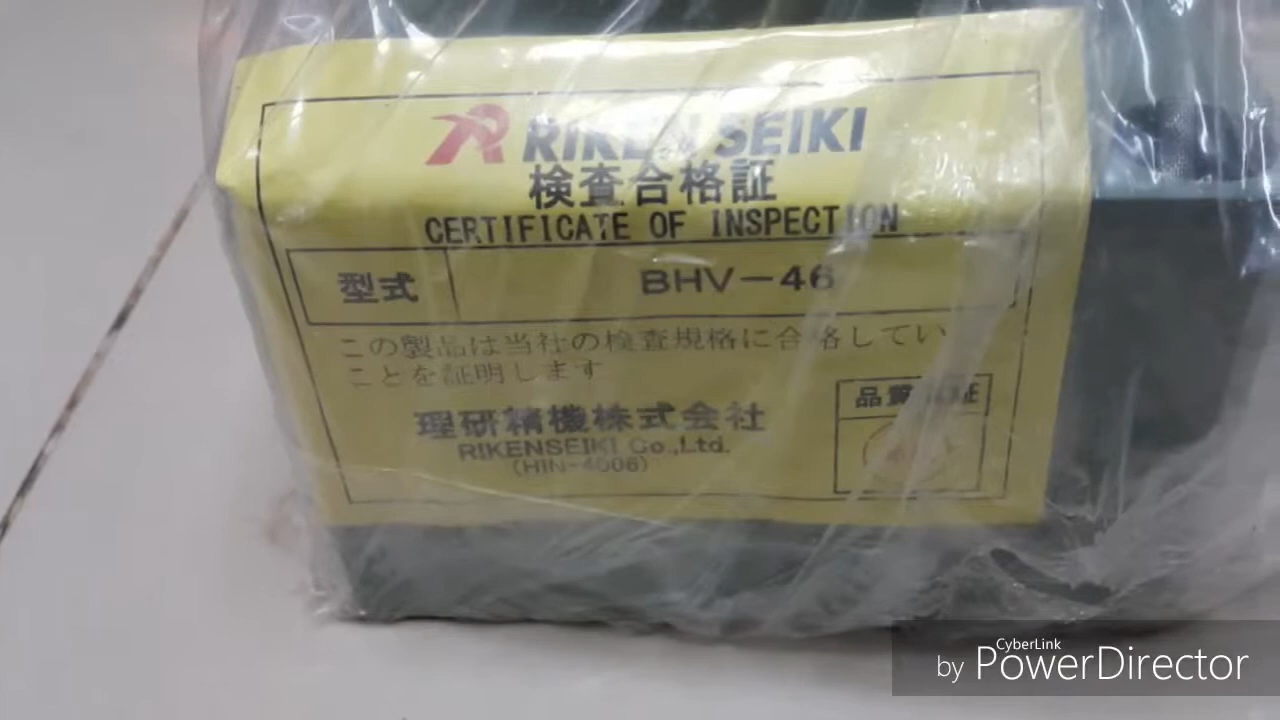 RIKEN SEIKI
検査合格証
CERTIFICATE OF INSPECTION
型式 BHV-46
この製品は当社の検査規格に合格してい
ことを証明します
理研精機株式会社
RIKENSEIKI Co.,Ltd.
(HIN-4006)
品質
CyberLink
by PowerDirector